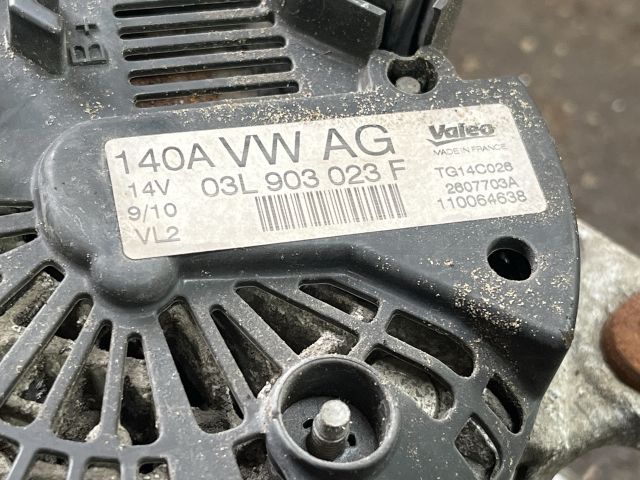 B+
140A VW AG
14V 03L 903 023 F
9/10
VL2
Valeo
MADE IN FRANCE
TG14C026
2607703A
110064638